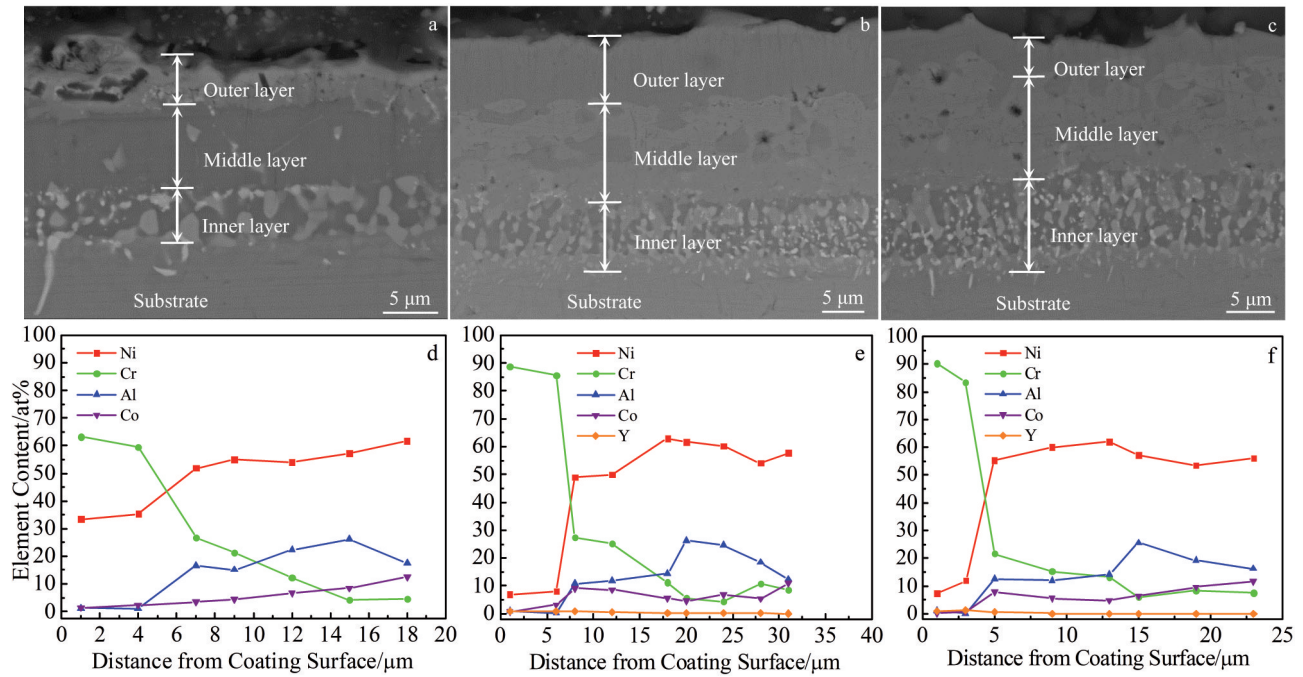 a
Outer layer
Middle layer
Inner layer
Substrate
5 μm
b
Outer layer
Middle layer
Inner layer
Substrate
5 μm
c
Outer layer
Middle layer
Inner layer
Substrate
5 μm
Element Content/at%
100
90
80
70
60
50
40
30
20
10
0
Ni
Cr
Al
Co
d
0 2 4 6 8 10 12 14 16 18 20
Distance from Coating Surface/μm
100
90
80
70
60
50
40
30
20
10
0
Ni
Cr
Al
Co
Y
e
0 5 10 15 20 25 30 35 40
Distance from Coating Surface/μm
100
90
80
70
60
50
40
30
20
10
0
Ni
Cr
Al
Co
Y
f
0 5 10 15 20 25
Distance from Coating Surface/μm